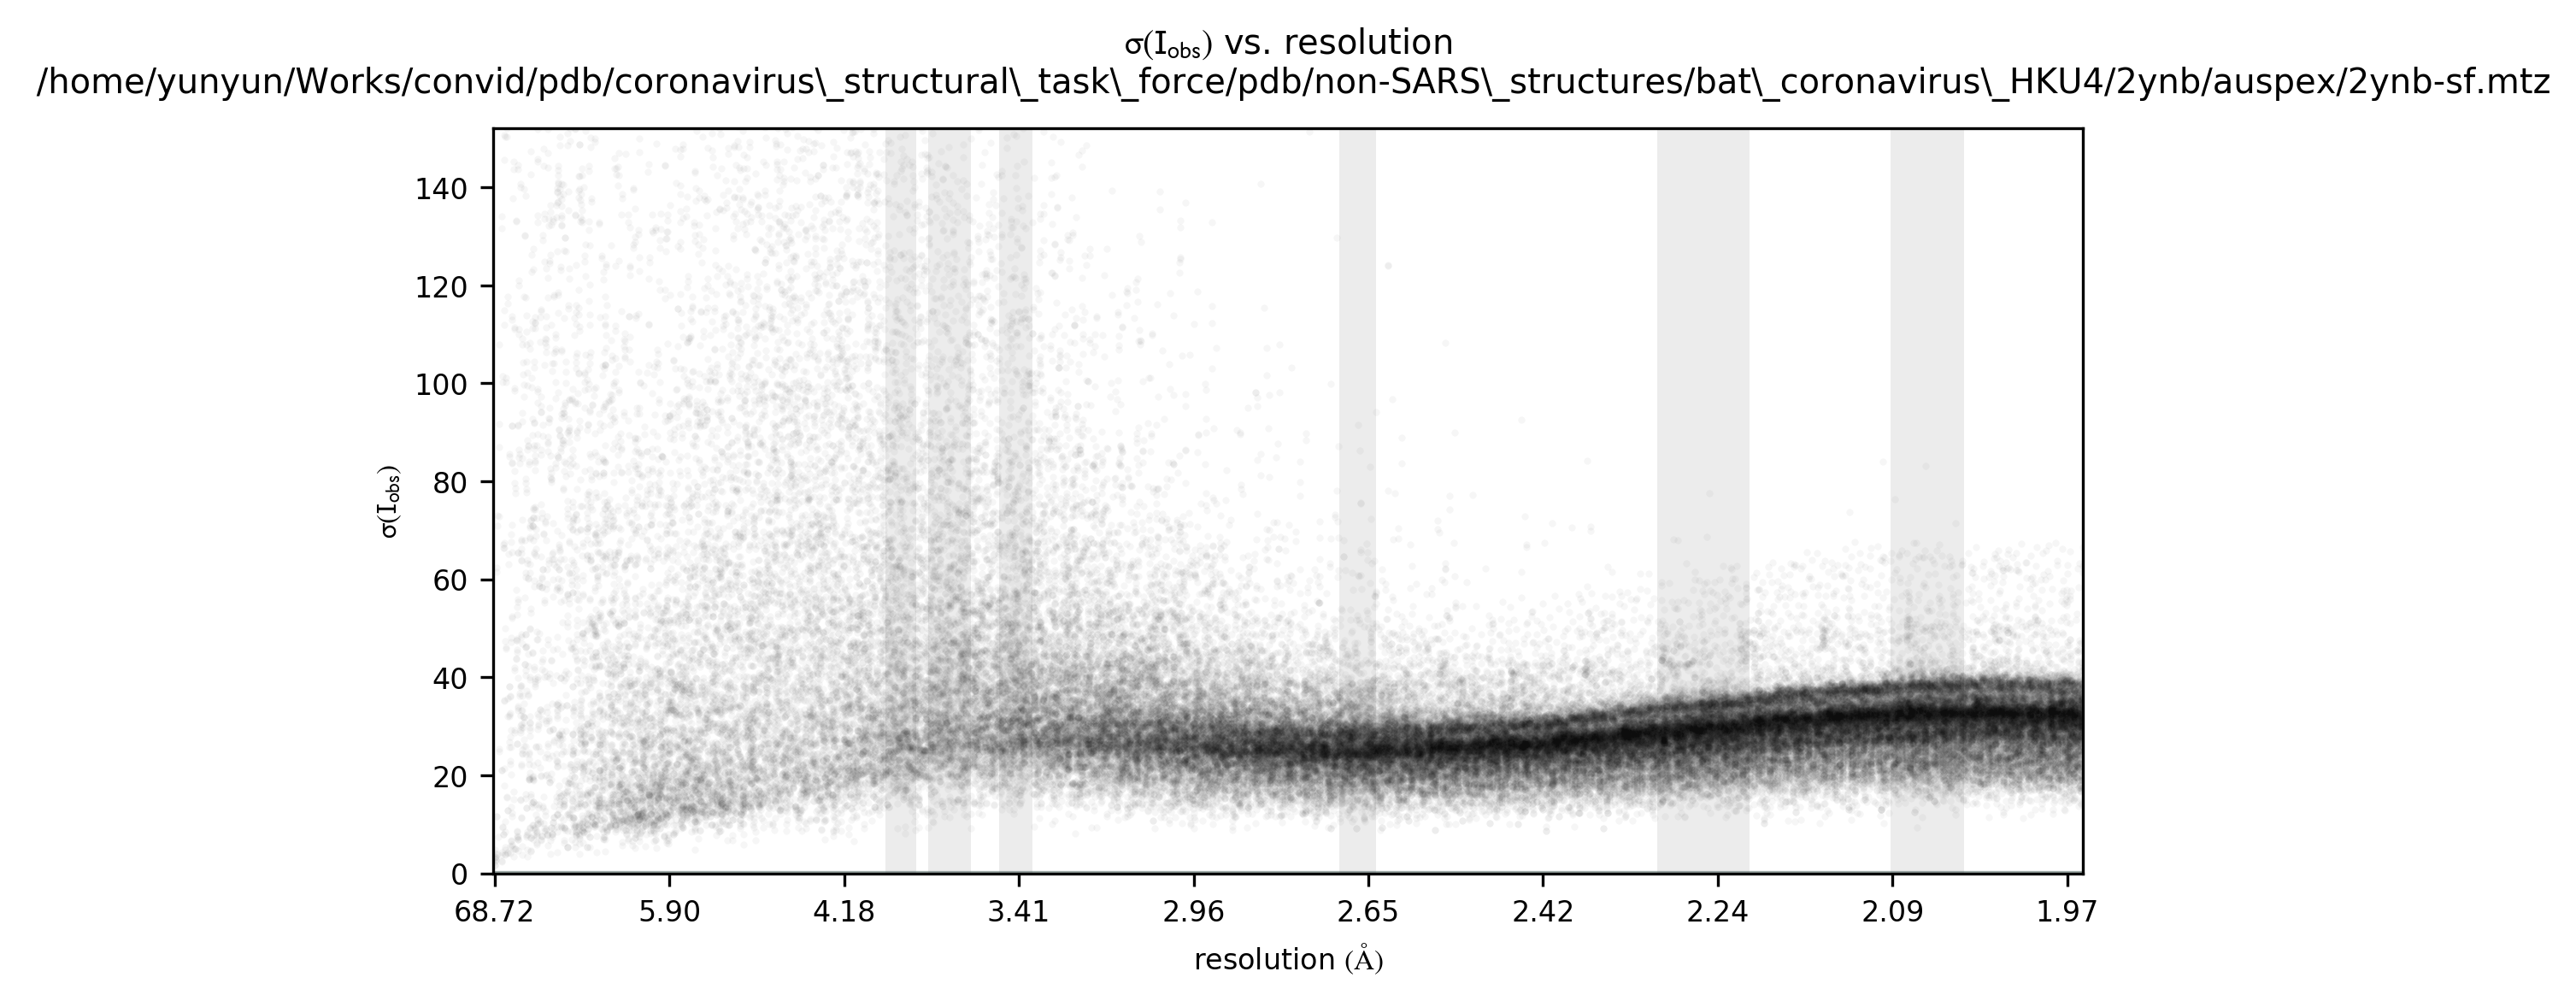 σ(Iobs) vs. resolution
/home/yunyun/Works/convid/pdb/coronavirus\_structural\_task\_force/pdb/non-SARS\_structures/bat\_coronavirus\_HKU4/2ynb/auspex/2ynb-sf.mtz
140
120
100
80
60
40
20
0
σ(Iobs)
68.72 5.90 4.18 3.41 2.96 2.65 2.42 2.24 2.09 1.97
resolution (Å)